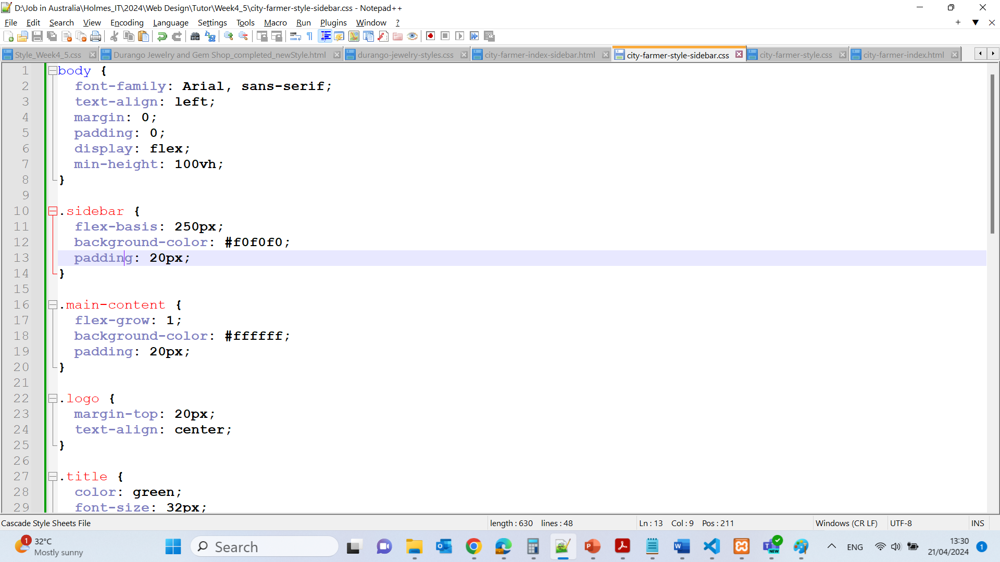 D:\Job in Australia\Holmes_IT\2024\Web Design\Tutor\Week4_5\city-farmer-style-sidebar.css - Notepad++
File Edit Search View Encoding Language Settings Tools Macro Run Plugins Window ?
Style_Week4_5.css Durango Jewelry and Gem Shop_completed_newStyle.html durango-jewelry-styles.css city-farmer-index-sidebar.html city-farmer-style-sidebar.css city-farmer-style.css city-farmer-index.html
1 body {
2 font-family: Arial, sans-serif;
3 text-align: left;
4 margin: 0;
5 padding: 0;
6 display: flex;
7 min-height: 100vh;
8 }
9
10 .sidebar {
11 flex-basis: 250px;
12 background-color: #f0f0f0;
13 padding: 20px;
14 }
15
16 .main-content {
17 flex-grow: 1;
18 background-color: #ffffff;
19 padding: 20px;
20 }
21
22 .logo {
23 margin-top: 20px;
24 text-align: center;
25 }
26
27 .title {
28 color: green;
29 font-size: 32px;
Cascade Style Sheets File length : 630 lines : 48 Ln : 13 Col : 9 Pos : 211 Windows (CR LF) UTF-8 INS
1 32°C
Mostly sunny
Search
NEW
ENG
13:30
21/04/2024
1